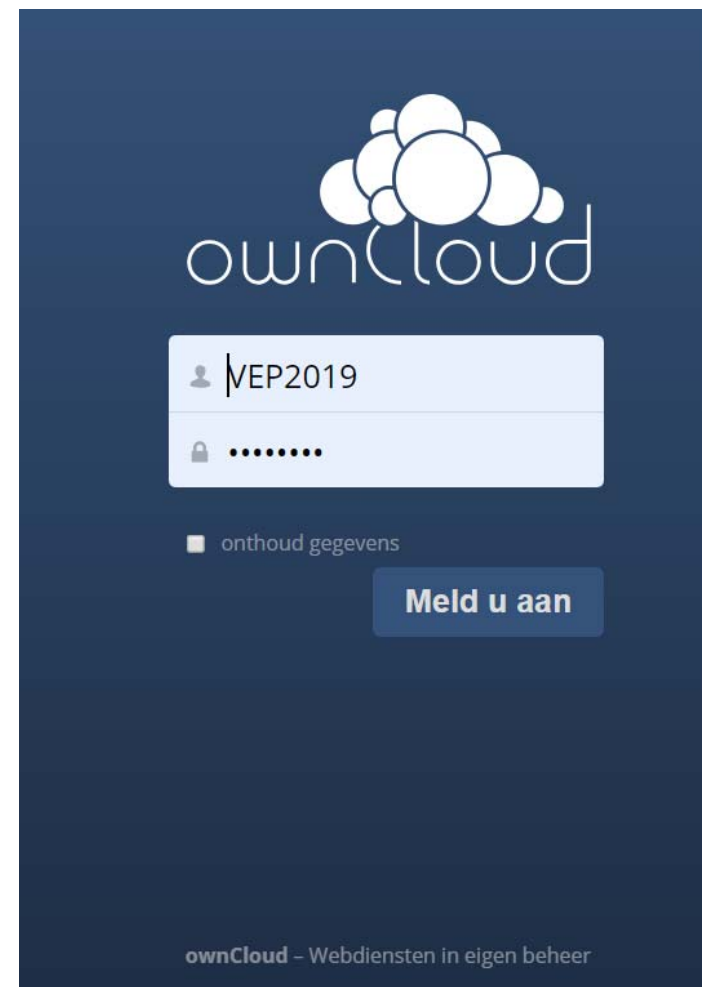 ownCloud
VEP2019
••••••••
onthoud gegevens
Meld u aan
ownCloud – Webdiensten in eigen beheer